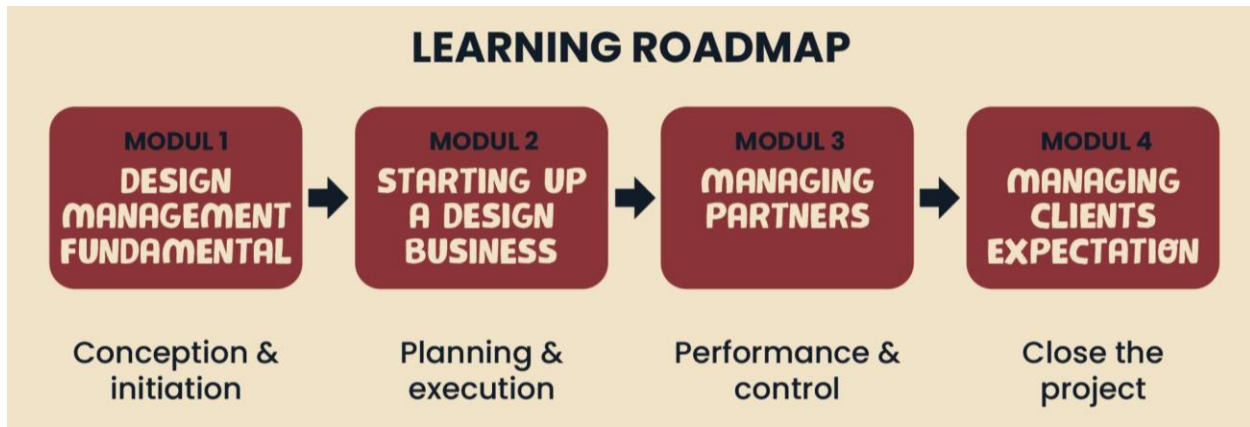 LEARNING ROADMAP
MODUL 1
DESIGN
MANAGEMENT
FUNDAMENTAL
Conception &
initiation
MODUL 2
STARTING UP
A DESIGN
BUSINESS
Planning &
execution
MODUL 3
MANAGING
PARTNERS
Performance &
control
MODUL 4
MANAGING
CLIENTS
EXPECTATION
Close the
project